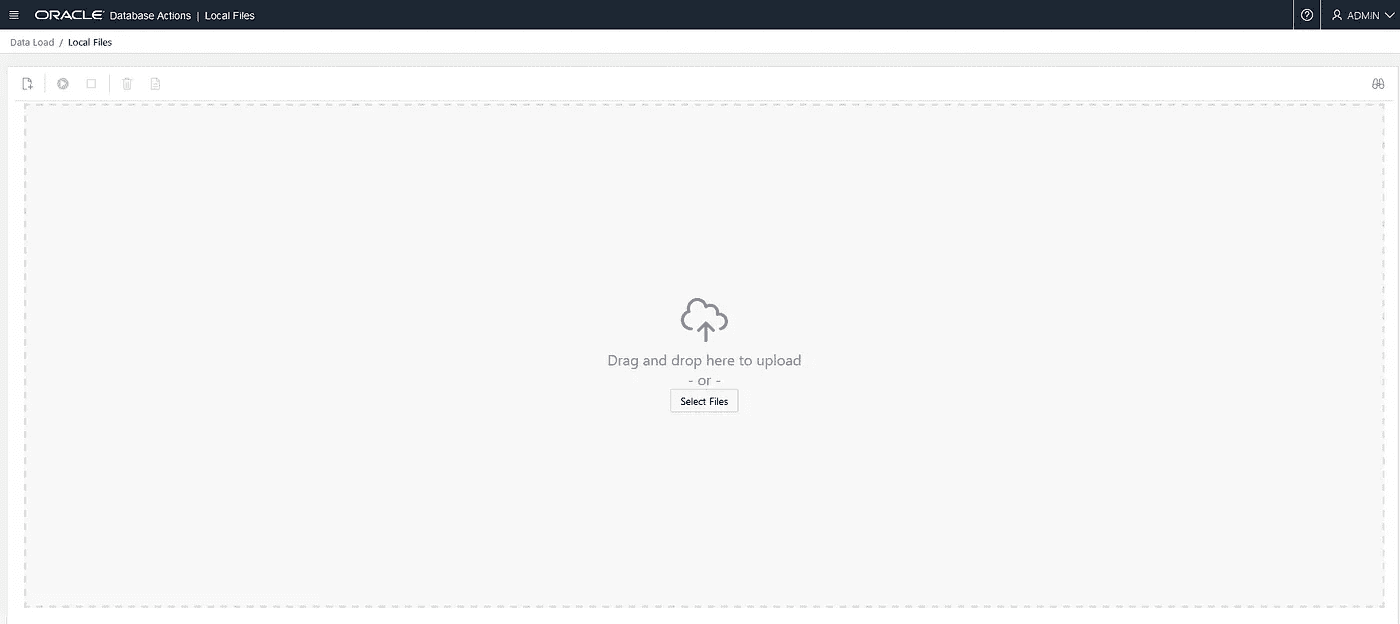 ORACLE Database Actions | Local Files
ADMIN
Data Load / Local Files
Drag and drop here to upload
- or -
Select Files